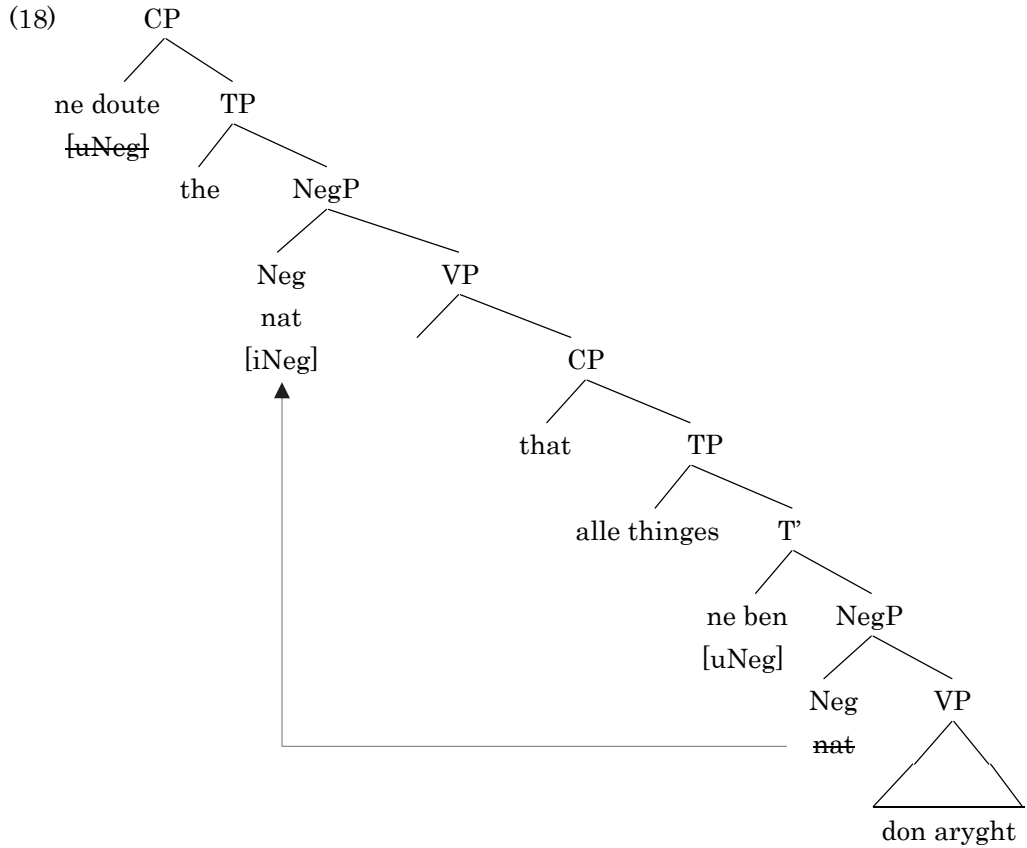 (18) CP
ne doute TP
[uNeg]
the NegP
Neg VP
nat
[iNeg] CP
that TP
alle thinges T’
ne ben NegP
[uNeg]
Neg VP
nat
don aryght